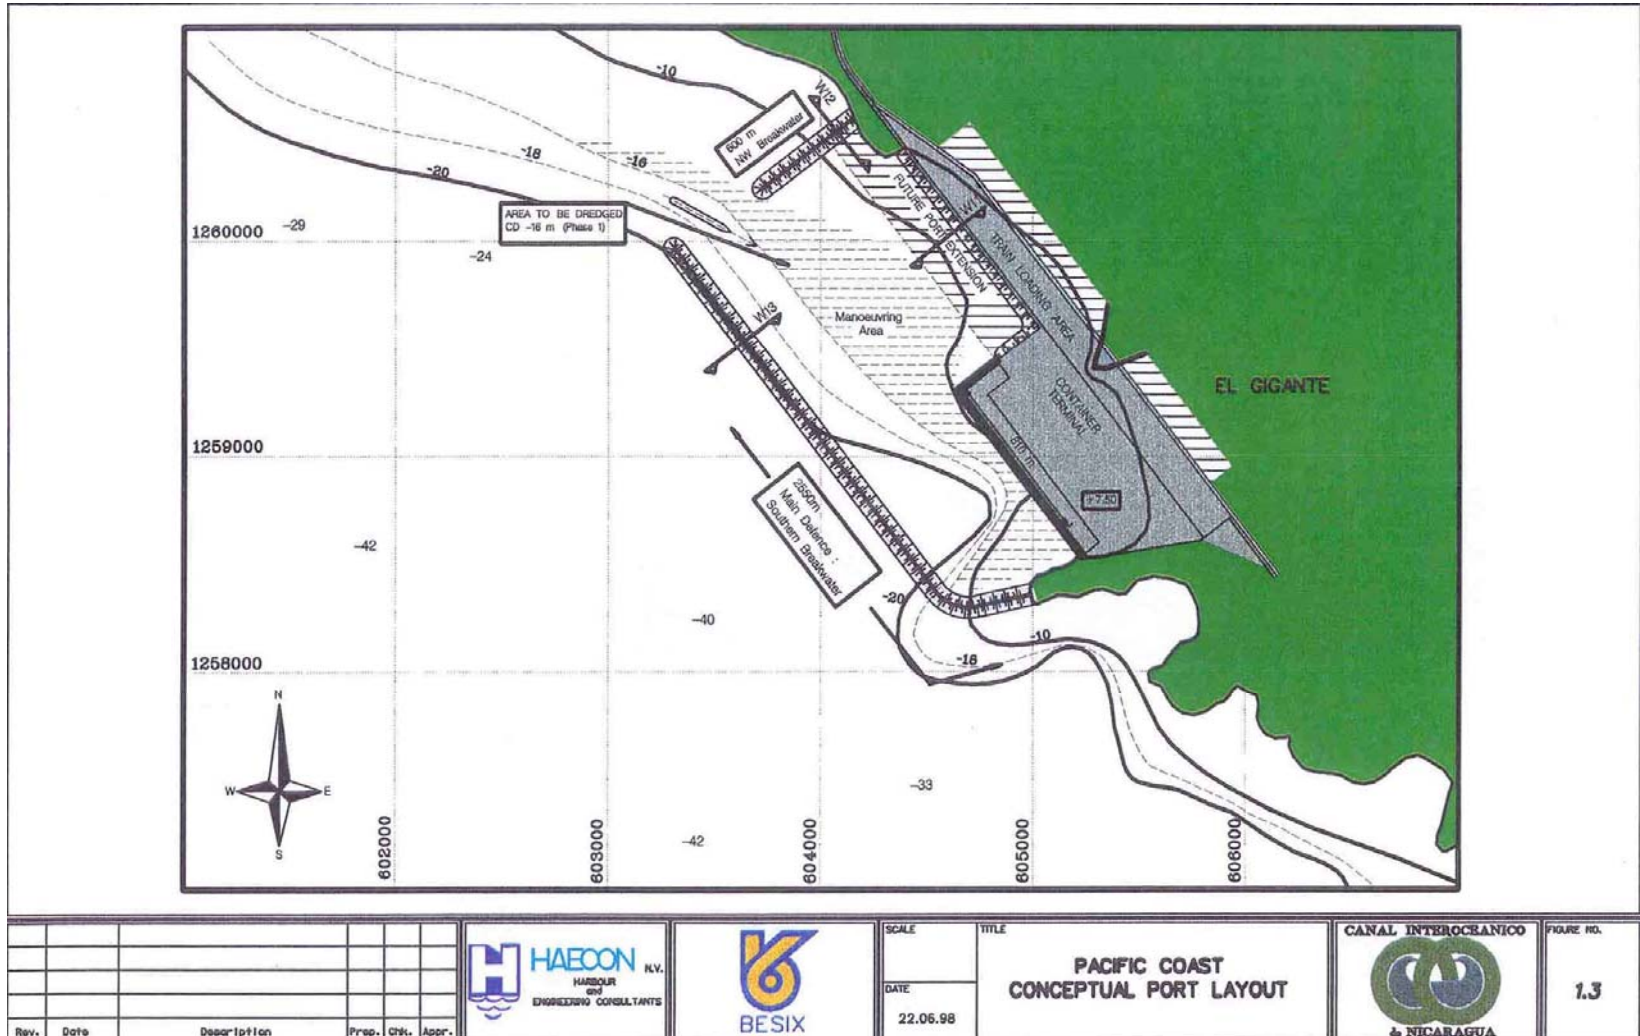 -10
W12
600 m
NW Breakwater
-18
-16
-20
AREA TO BE DREDGED
CD -16 m (Phase 1)
1260000
-29
-24
FUTURE PORT EXTENSION
TRAIN LOADING AREA
W13
Manoeuvring
Area
CONTAINER
TERMINAL
EL GIGANTE
1259000
+7.50
2550m
Main Defence :
Southern Breakwater
-42
-20
-40
-10
1258000
-18
N
W
E
S
-33
-42
602000
603000
604000
605000
606000
Rev.
Date
Description
Prep.
Chk.
Appr.
HAECON N.V.
HARBOUR
and
ENGINEERING CONSULTANTS
BESIX
SCALE
DATE
22.06.98
TITLE
PACIFIC COAST
CONCEPTUAL PORT LAYOUT
CANAL INTEROCEANICO
de NICARAGUA
FIGURE NO.
1.3